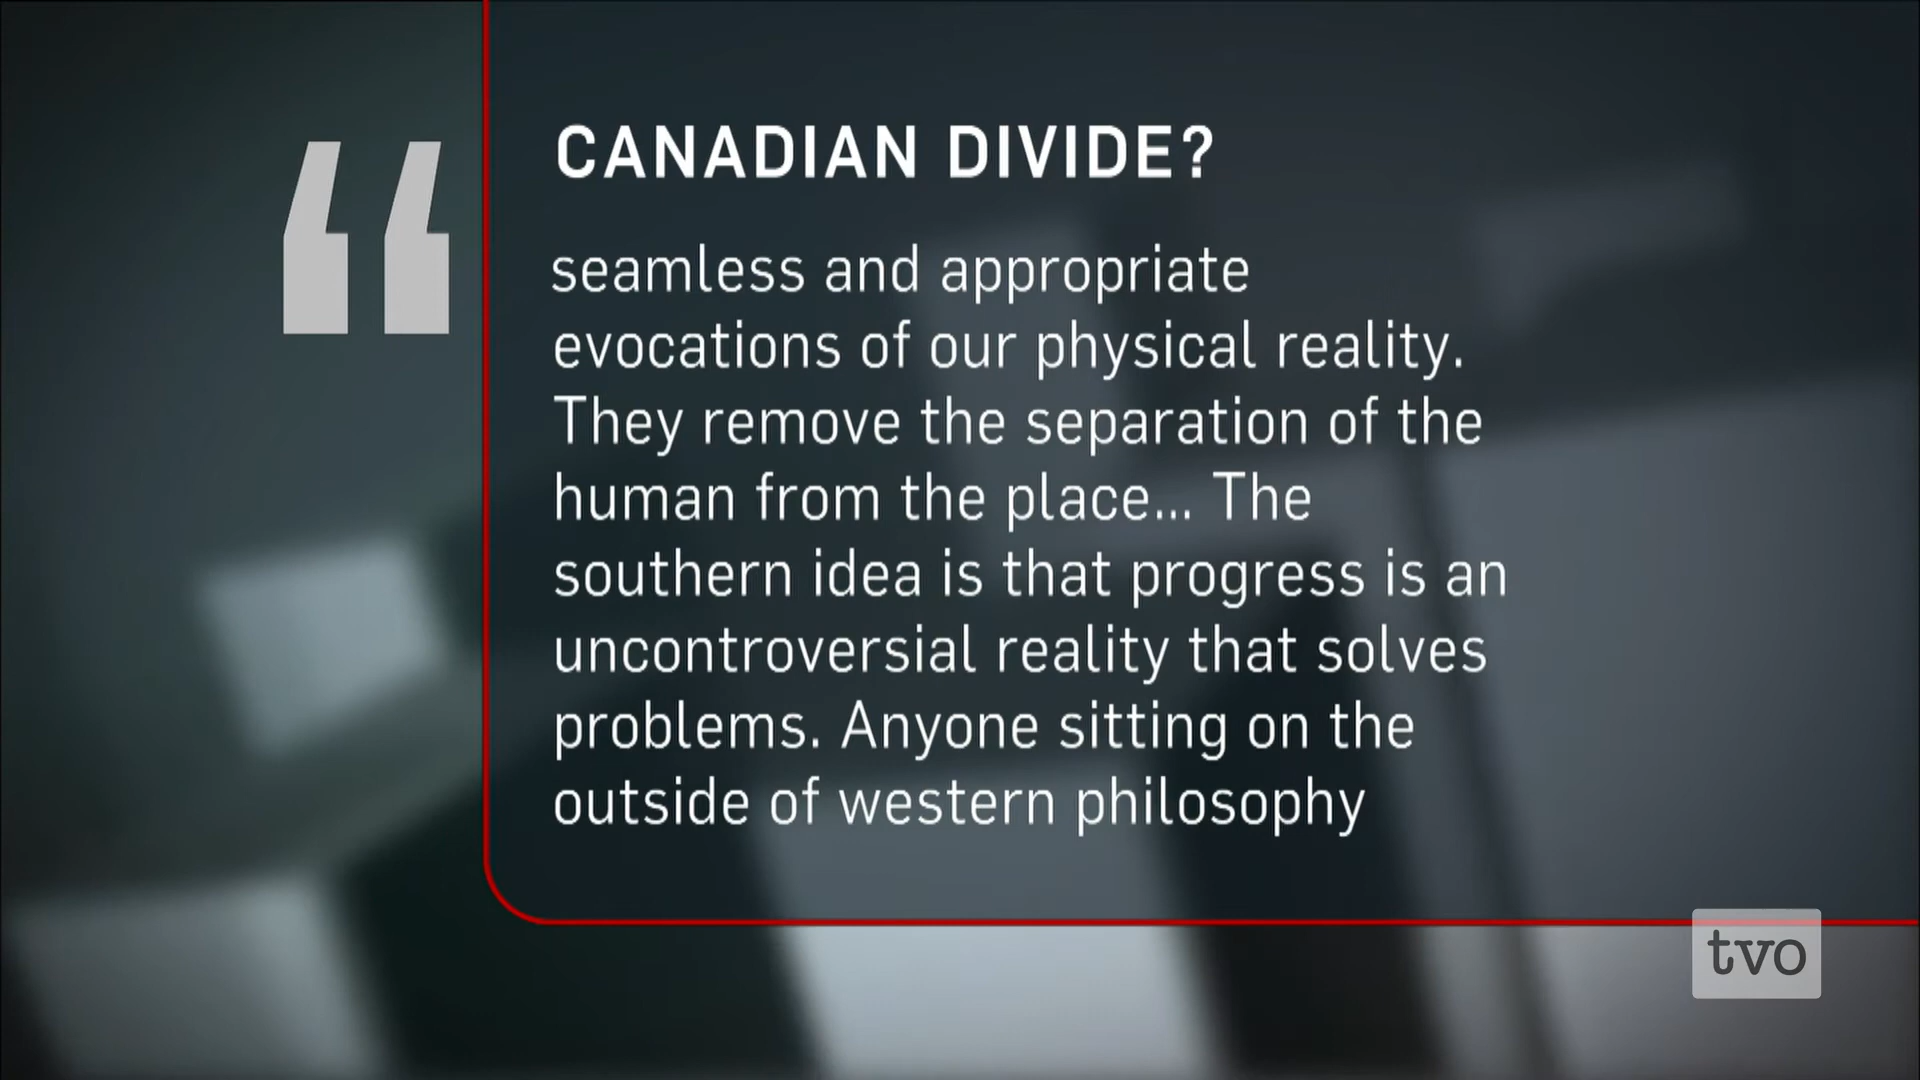 “
CANADIAN DIVIDE?
seamless and appropriate
evocations of our physical reality.
They remove the separation of the
human from the place... The
southern idea is that progress is an
uncontroversial reality that solves
problems. Anyone sitting on the
outside of western philosophy
tvo